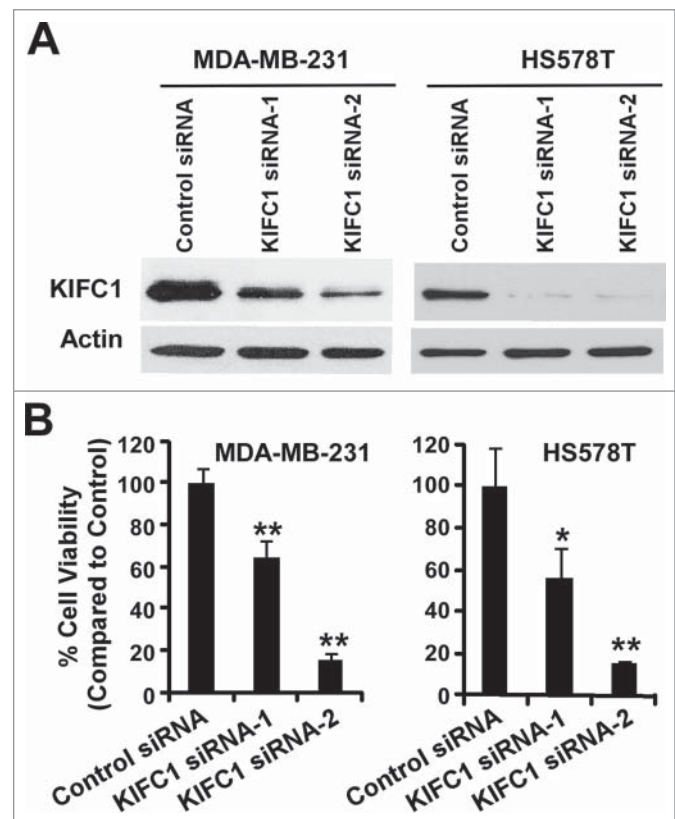 A
MDA-MB-231
HS578T
Control siRNA
KIFC1 siRNA-1
KIFC1 siRNA-2
Control siRNA
KIFC1 siRNA-1
KIFC1 siRNA-2
KIFC1
Actin
B
% Cell Viability
(Compared to Control)
MDA-MB-231
120
100
80
60
40
20
0
**
**
Control siRNA
KIFC1 siRNA-1
KIFC1 siRNA-2
HS578T
120
100
80
60
40
20
0
*
**
Control siRNA
KIFC1 siRNA-1
KIFC1 siRNA-2